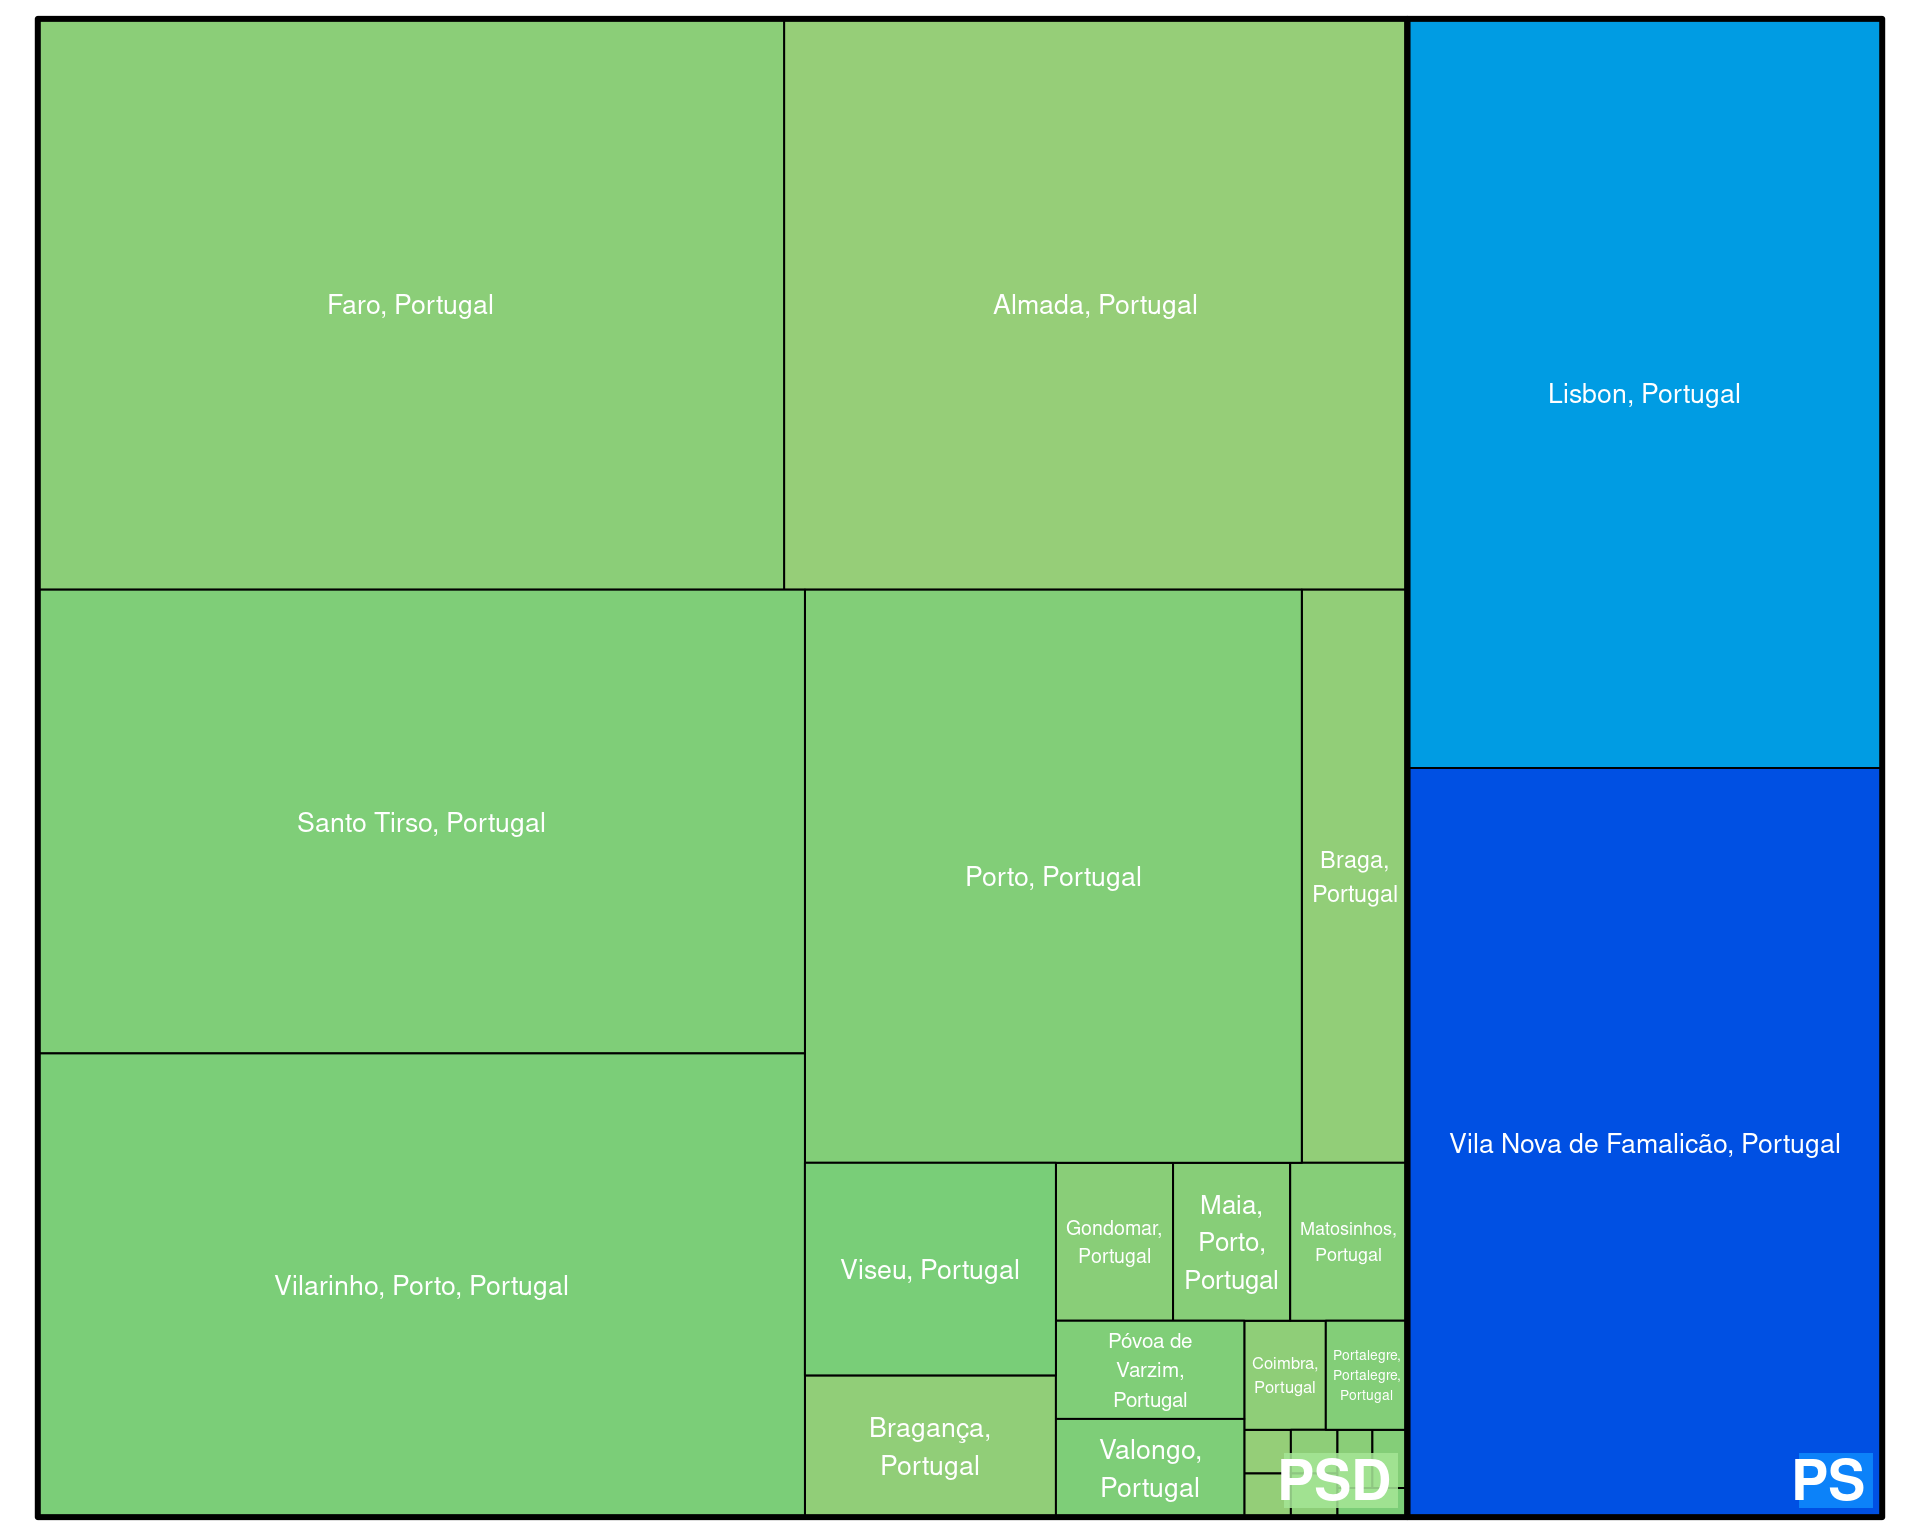 Faro, Portugal
Almada, Portugal
Lisbon, Portugal
Santo Tirso, Portugal
Porto, Portugal
Braga,
Portugal
Vila Nova de Famalicão, Portugal
Vilarinho, Porto, Portugal
Viseu, Portugal
Gondomar,
Portugal
Maia,
Porto,
Portugal
Matosinhos,
Portugal
Póvoa de
Varzim,
Portugal
Coimbra,
Portugal
Portalegre,
Portalegre,
Portugal
Bragança,
Portugal
Valongo,
Portugal
PSD
PS